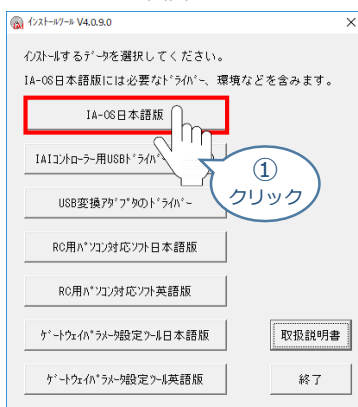 インストールツール V4.0.9.0
インストールするデータを選択してください。
IA-OS日本語版には必要なドライバー、環境などを含みます。
IA-OS日本語版
IAIコントローラー用USBドライバー
①
クリック
USB変換アダプタのドライバー
RC用パソコン対応ソフト日本語版
RC用パソコン対応ソフト英語版
ゲートウェイパラメータ設定ツール日本語版
取扱説明書
ゲートウェイパラメータ設定ツール英語版
終了